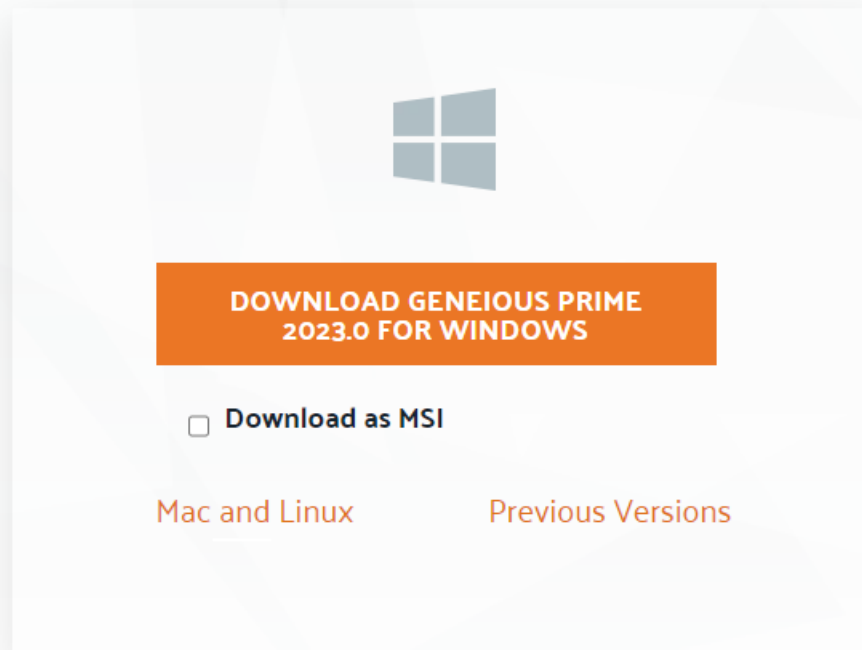 DOWNLOAD GENEIOUS PRIME
2023.0 FOR WINDOWS
Download as MSI
Mac and Linux
Previous Versions